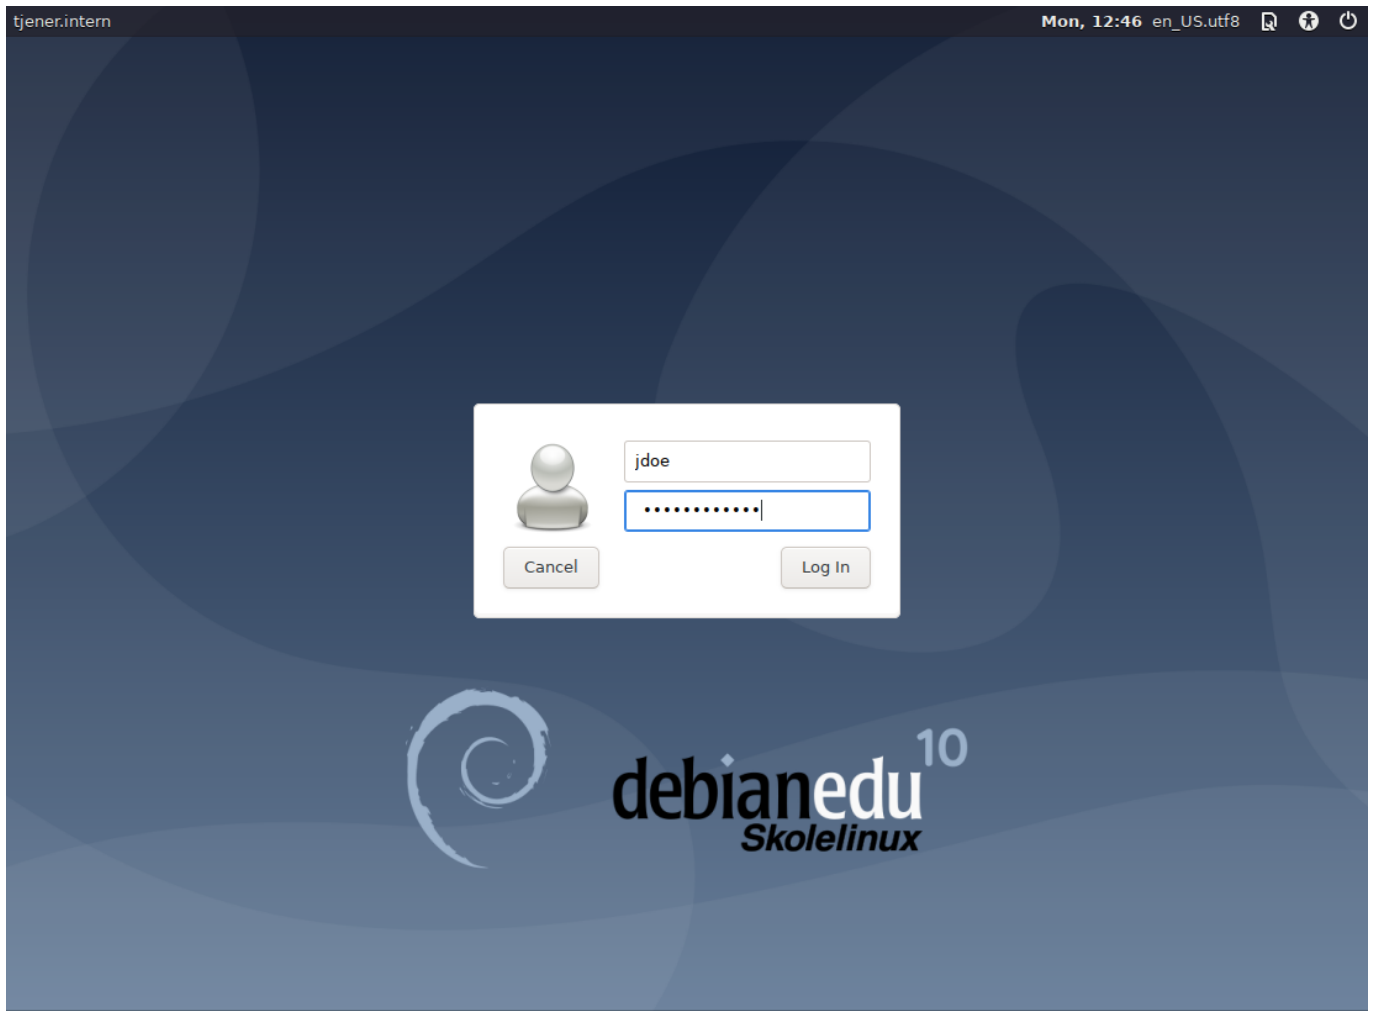 tjener.intern
Mon, 12:46 en_US.utf8
jdoe
••••••••••••
Cancel
Log In
debianedu 10
Skolelinux